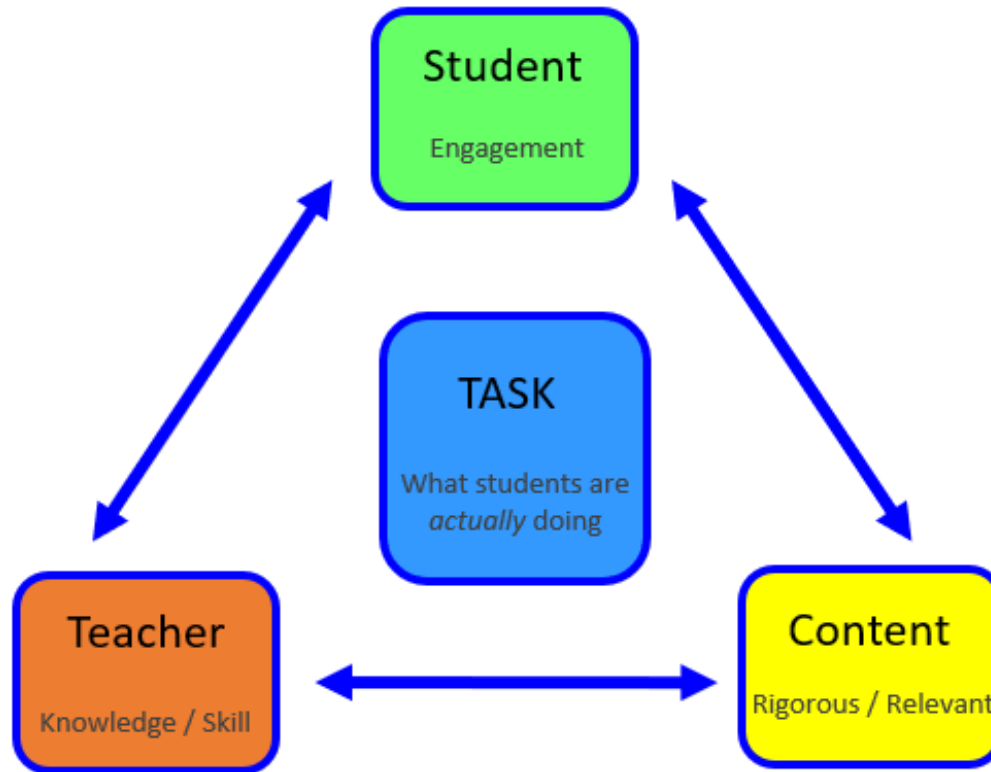 Student
Engagement
TASK
What students are
actually doing
Teacher
Knowledge / Skill
Content
Rigorous / Relevant